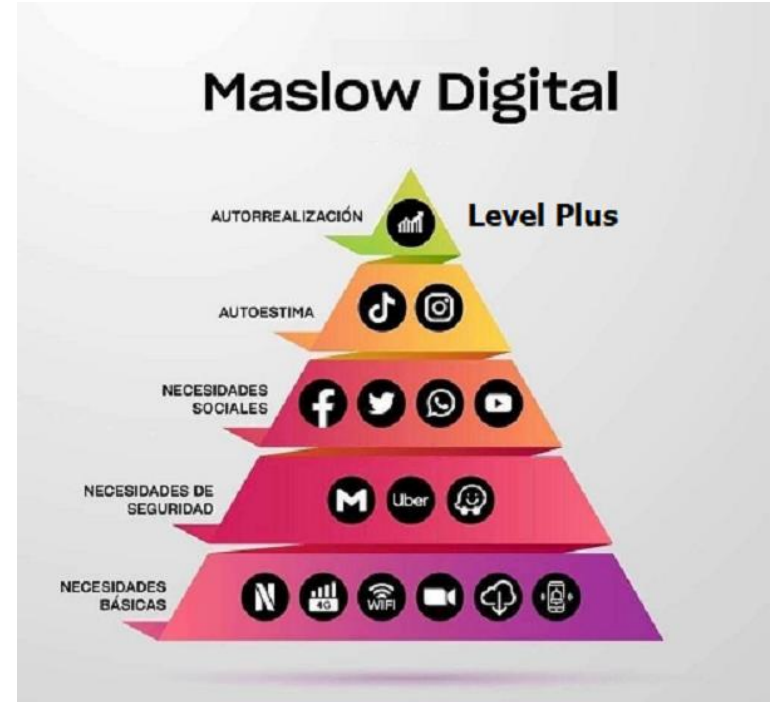 Maslow Digital
AUTORREALIZACIÓN
Level Plus
AUTOESTIMA
NECESIDADES
SOCIALES
NECESIDADES DE
SEGURIDAD
Uber
NECESIDADES
BÁSICAS
4G
WIFI